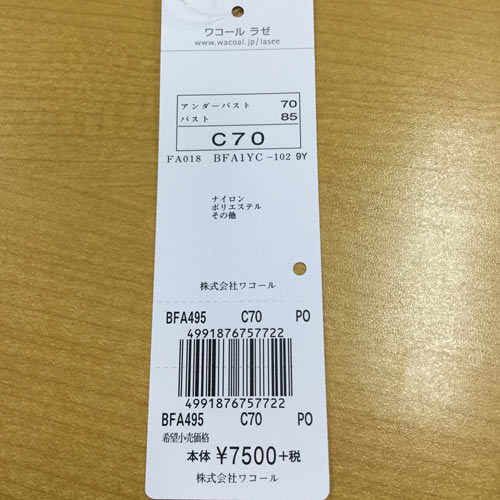 ワコール ラゼ
www.wacoal.jp/lasee
アンダーバスト 70
バスト 85
C70
FA018 BFA1YC-102 9Y
ナイロン
ポリエステル
その他
株式会社ワコール
BFA495 C70 PO
4991876757722
4991876757722
BFA495 C70 PO
希望小売価格
本体 ¥7500+税
株式会社ワコール